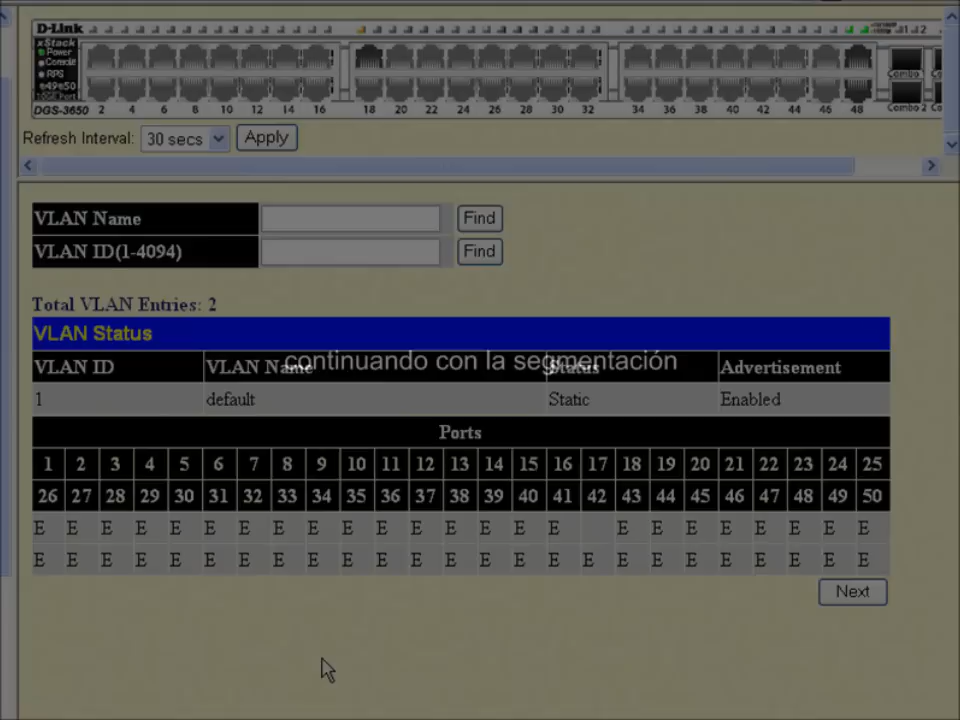 D-Link
xStack
Power
Console
RPS
DGS-3650 2 4 6 8 10 12 14 16 18 20 22 24 26 28 30 32 34 36 38 40 42 44 46 48 Combo 2
Refresh Interval: 30 secs Apply
VLAN Name Find
VLAN ID(1-4094) Find
Total VLAN Entries: 2
VLAN Status
continuando con la segmentación
VLAN ID VLAN Name Status Advertisement
1 default Static Enabled
Ports
1 2 3 4 5 6 7 8 9 10 11 12 13 14 15 16 17 18 19 20 21 22 23 24 25
26 27 28 29 30 31 32 33 34 35 36 37 38 39 40 41 42 43 44 45 46 47 48 49 50
E E E E E E E E E E E E E E E E E E E E E E E E
E E E E E E E E E E E E E E E E E E E E E E E E E
Next